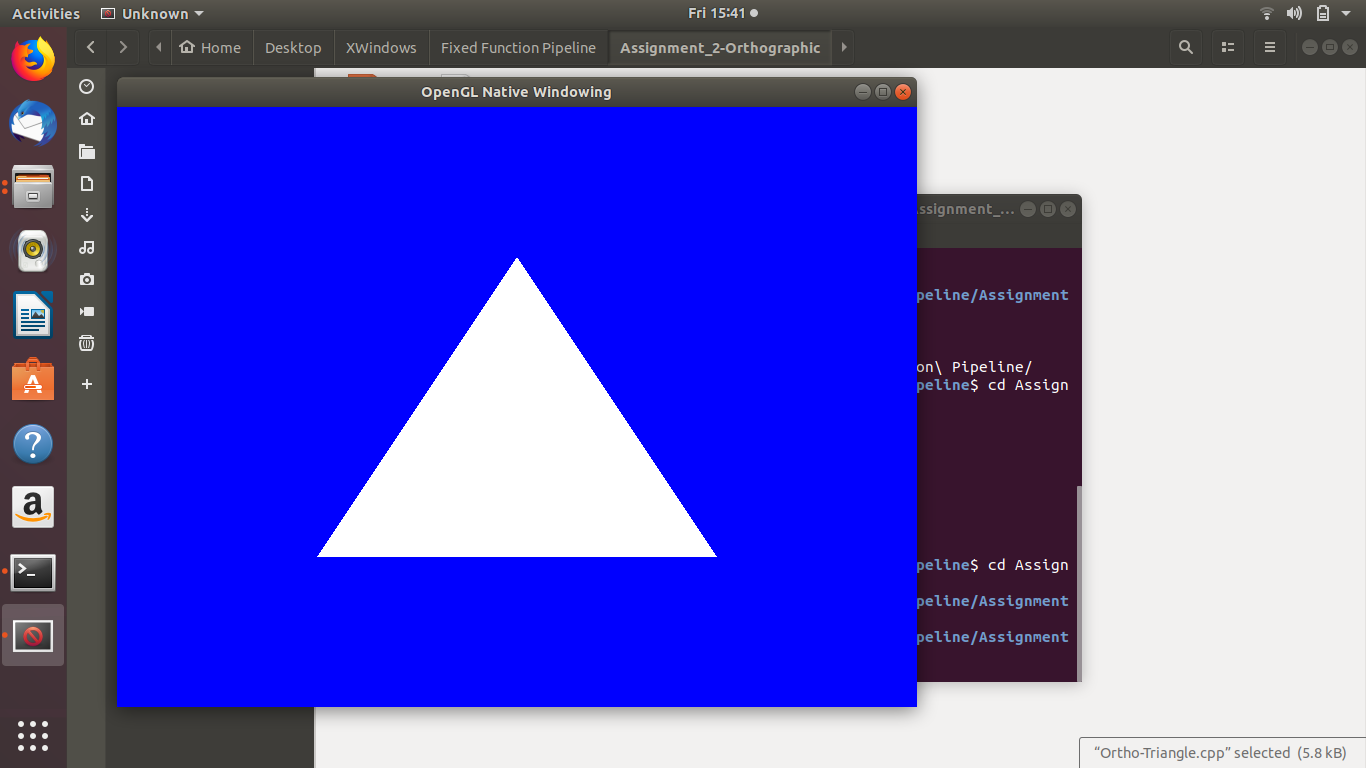 Activities Unknown Fri 15:41
Home Desktop XWindows Fixed Function Pipeline Assignment_2-Orthographic
OpenGL Native Windowing
ssignment_...
peline/Assignment
on\ Pipeline/
peline$ cd Assign
peline$ cd Assign
peline/Assignment
peline/Assignment
“Ortho-Triangle.cpp” selected (5.8 kB)